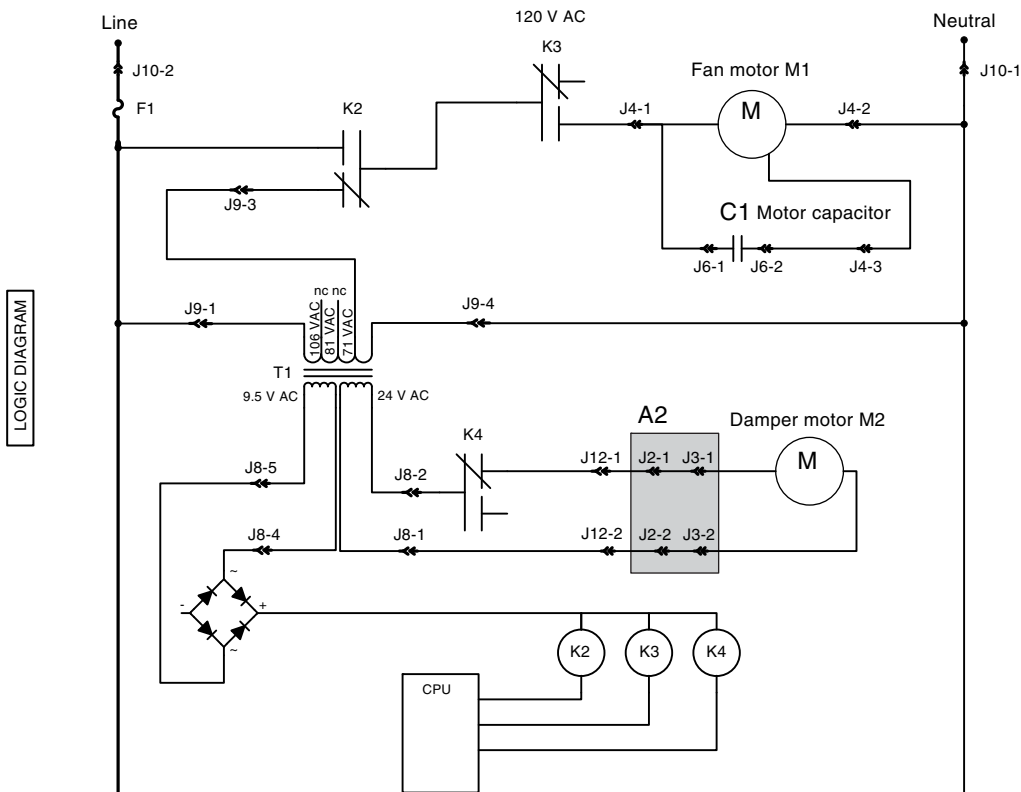 120 V AC
Line
Neutral
K3
J10-2
Fan motor M1
J10-1
F1
K2
J4-1
M
J4-2
J9-3
C1 Motor capacitor
J6-1
J6-2
J4-3
LOGIC DIAGRAM
J9-1
106 VAC
nc
81 VAC
nc
71 VAC
J9-4
T1
9.5 V AC
24 V AC
A2
Damper motor M2
K4
J12-1
J2-1
J3-1
M
J8-5
J8-2
J8-4
J8-1
J12-2
J2-2
J3-2
~
-
+
~
K2
K3
K4
CPU